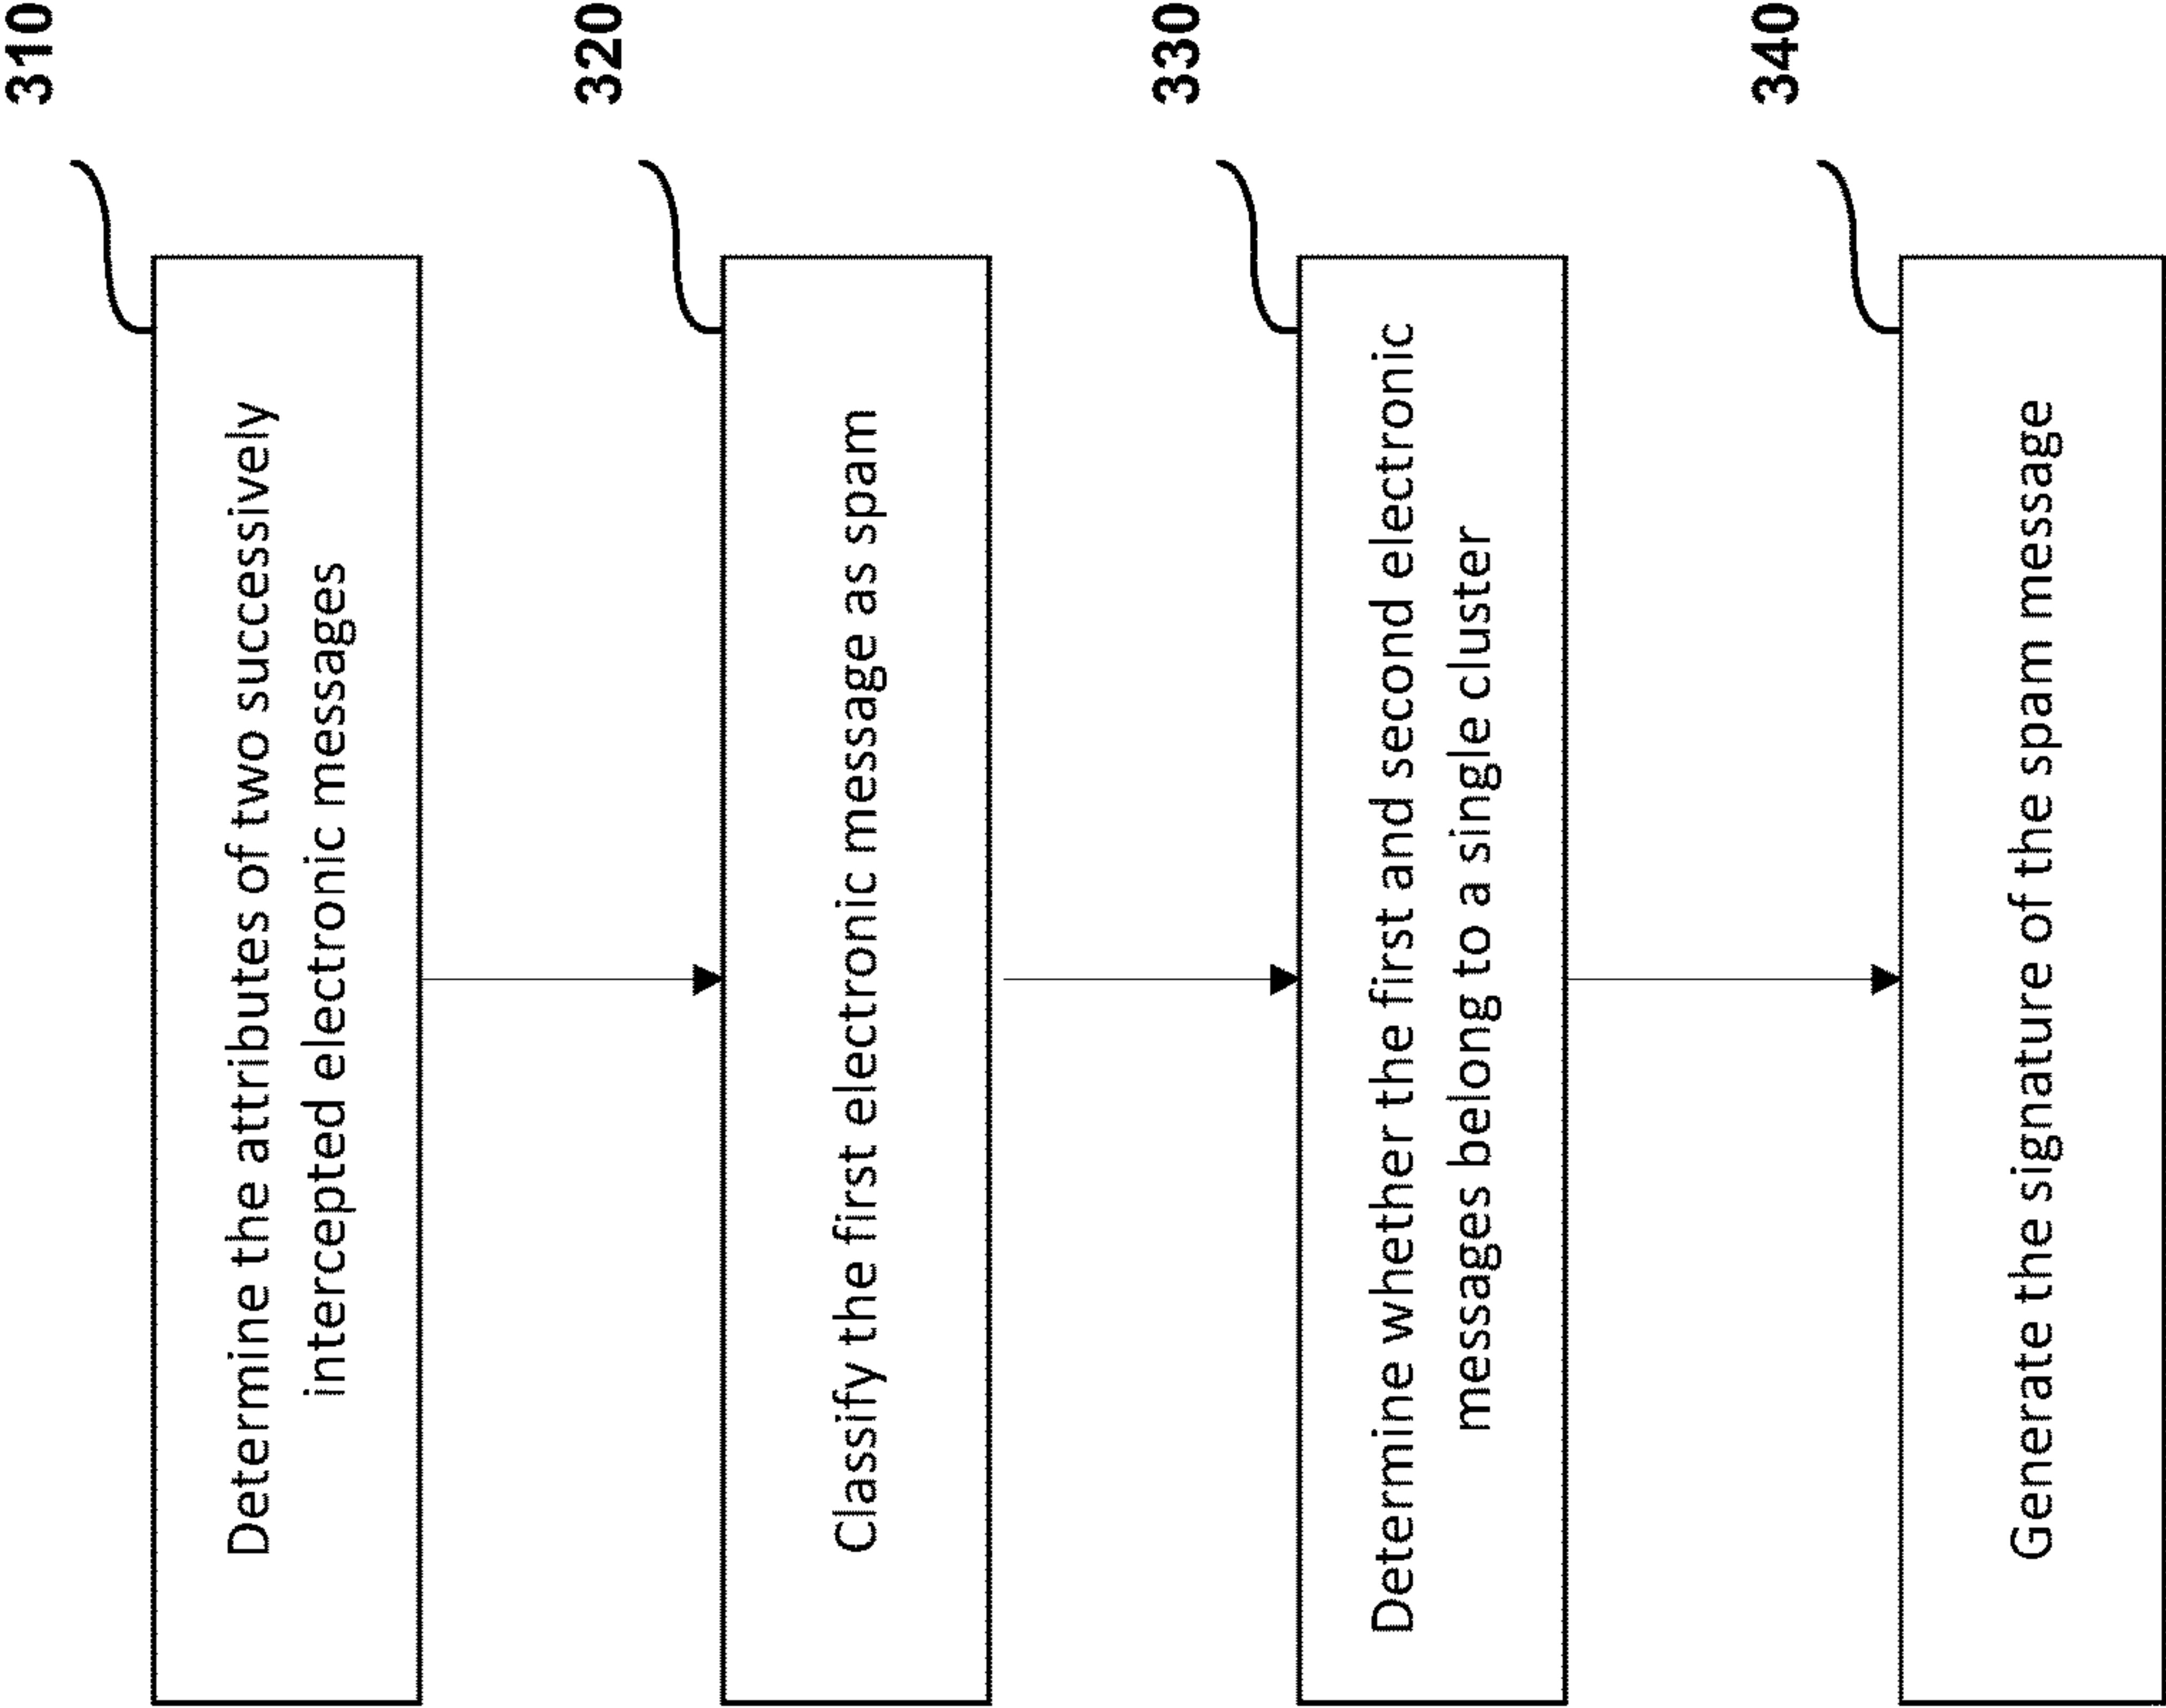 310
Determine the attributes of two successively
intercepted electronic messages
320
Classify the first electronic message as spam
330
Determine whether the first and second electronic
messages belong to a single cluster
340
Generate the signature of the spam message